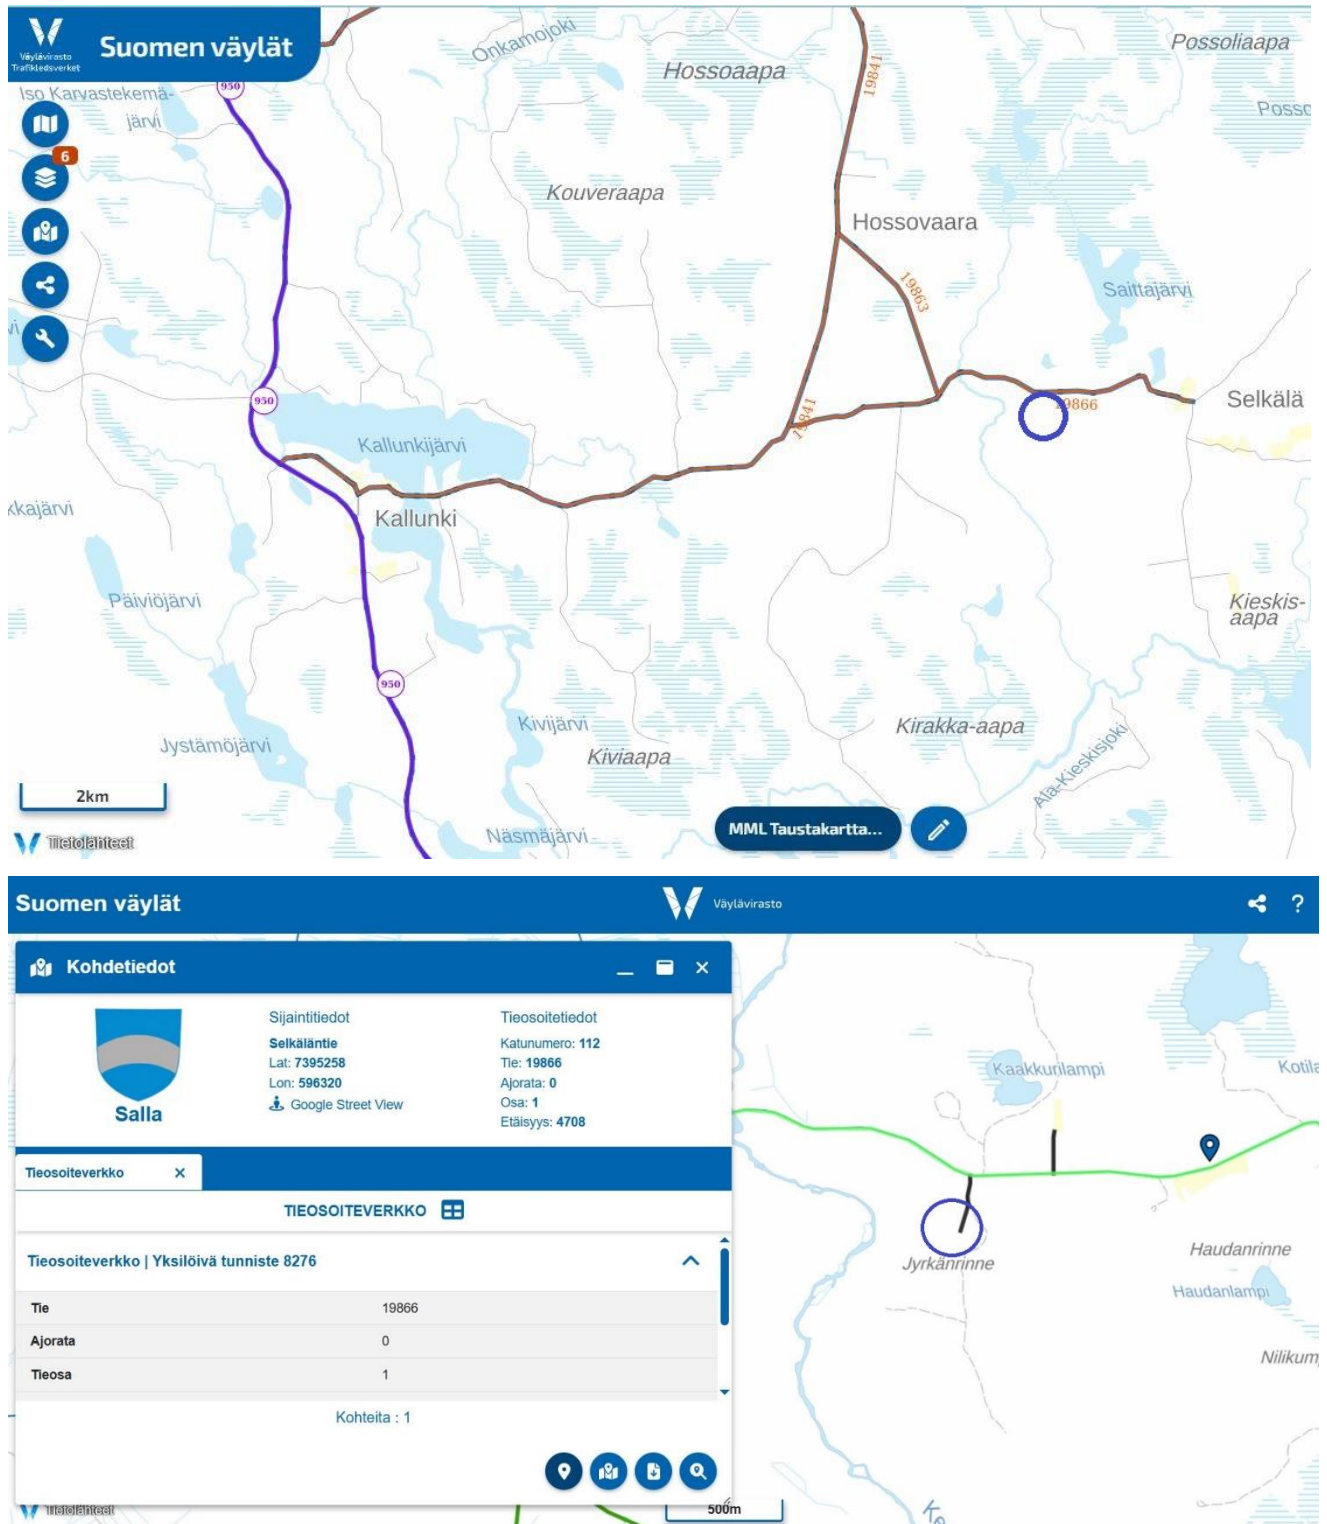 Väylävirasto
Trafikledsverket
Suomen väylät
Onkamojoki
Hossoaapa
19841
Possoliaapa
950
Iso Karvastekemä-
järvi
Posso
6
Kouveraapa
Hossovaara
19863
Saittajärvi
950
19841
19866
Selkälä
Kallunkijärvi
Kallunki
Päiviöjärvi
Kieskis-
aapa
950
Kivijärvi
Kirakka-aapa
Jystämöjärvi
Kiviaapa
Ala-Kieskisjoki
2km
MML Taustakartta...
Näsmäjärvi
Tietolähteet
Suomen väylät
Väylävirasto
?
Kohdetiedot
Sijaintitiedot
Tieosoitetiedot
Selkäläntie
Katunumero: 112
Lat: 7395258
Tie: 19866
Lon: 596320
Ajorata: 0
Google Street View
Osa: 1
Salla
Etäisyys: 4708
Kaakkurilampi
Kotila
Tieosoiteverkko
TIEOSOITEVERKKO
Tieosoiteverkko | Yksilöivä tunniste 8276
Jyrkänrinne
Haudanrinne
Haudanlampi
Tie 19866
Ajorata 0
Nilikum
Tieosa 1
Kohteita : 1
Tietolähteet
500m